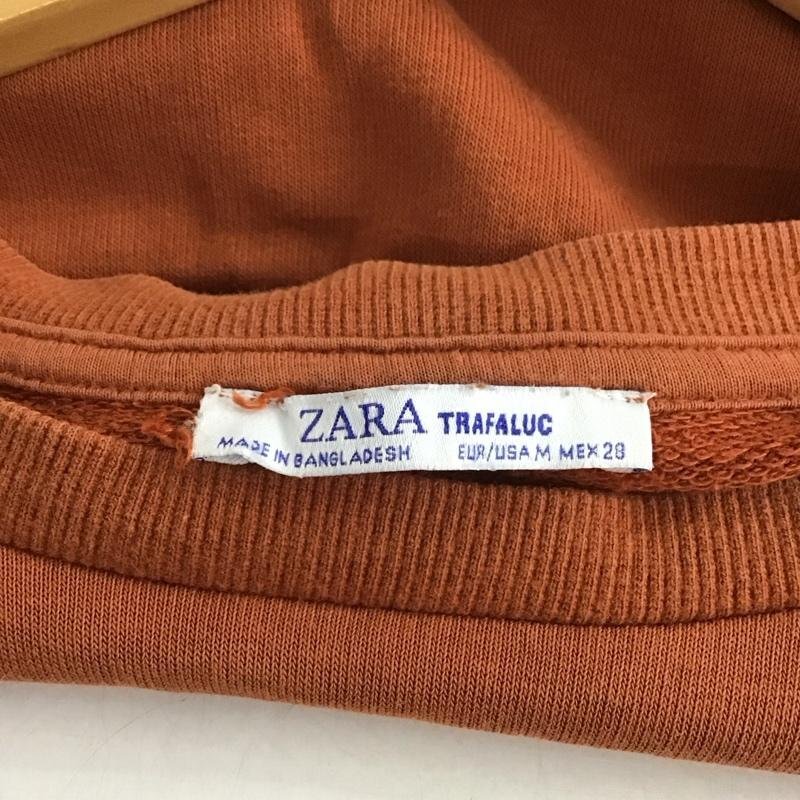 ZARA TRAFALUC
MADE IN BANGLADESH EUR/USA M MEX 28